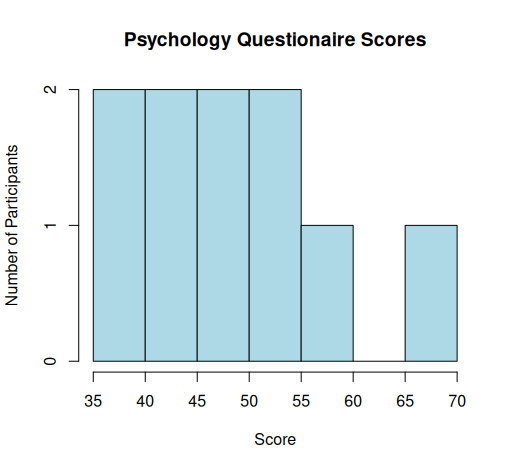 Psychology Questionaire Scores
Number of Participants
2
1
0
35 40 45 50 55 60 65 70
Score